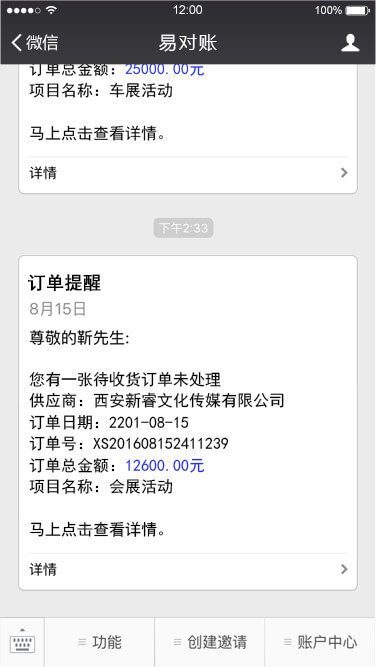 12:00
100%
微信
易对账
订单总金额：25000.00元
项目名称：车展活动
马上点击查看详情。
详情
下午2:33
订单提醒
8月15日
尊敬的靳先生:
您有一张待收货订单未处理
供应商：西安新睿文化传媒有限公司
订单日期：2201-08-15
订单号：XS201608152411239
订单总金额：12600.00元
项目名称：会展活动
马上点击查看详情。
详情
功能
创建邀请
账户中心